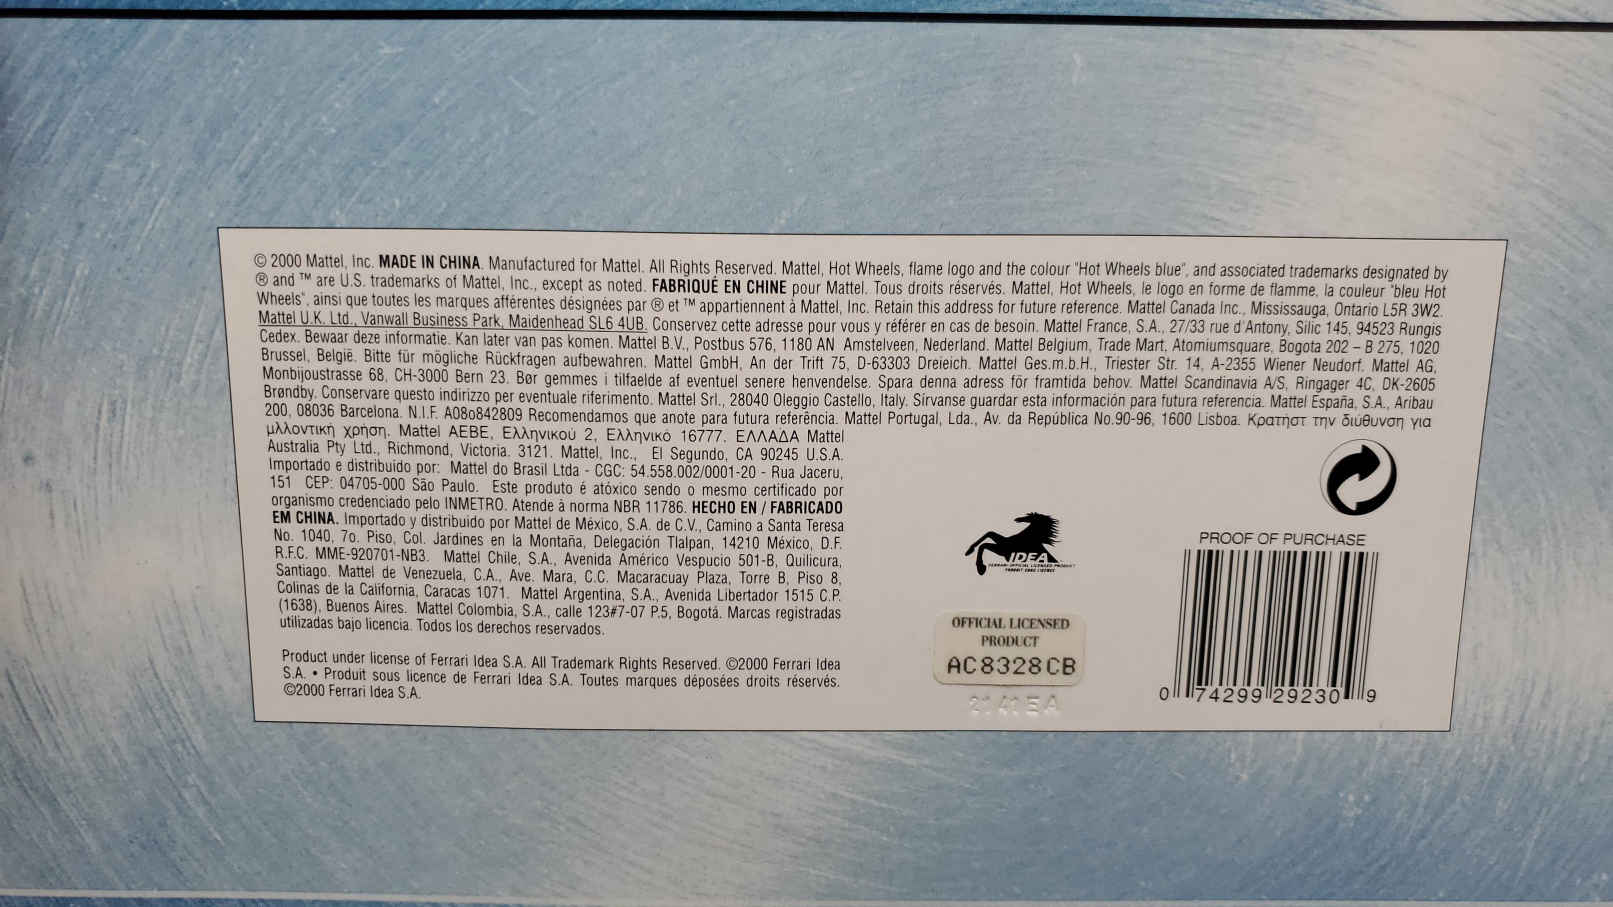 © 2000 Mattel, Inc. MADE IN CHINA. Manufactured for Mattel. All Rights Reserved. Mattel, Hot Wheels, flame logo and the colour "Hot Wheels blue", and associated trademarks designated by
® and ™ are U.S. trademarks of Mattel, Inc., except as noted. FABRIQUÉ EN CHINE pour Mattel. Tous droits réservés. Mattel, Hot Wheels, le logo en forme de flamme, la couleur "bleu Hot
Wheels", ainsi que toutes les marques afférentes désignées par ® et ™ appartiennent à Mattel, Inc. Retain this address for future reference. Mattel Canada Inc., Mississauga, Ontario L5R 3W2.
Mattel U.K. Ltd., Vanwall Business Park, Maidenhead SL6 4UB. Conservez cette adresse pour vous y référer en cas de besoin. Mattel France, S.A., 27/33 rue d'Antony, Silic 145, 94523 Rungis
Cedex. Bewaar deze informatie. Kan later van pas komen. Mattel B.V., Postbus 576, 1180 AN Amstelveen, Nederland. Mattel Belgium, Trade Mart, Atomiumsquare, Bogota 202 – B 275, 1020
Brussel, België. Bitte für mögliche Rückfragen aufbewahren. Mattel GmbH, An der Trift 75, D-63303 Dreieich. Mattel Ges.m.b.H., Triester Str. 14, A-2355 Wiener Neudorf. Mattel AG,
Monbijoustrasse 68, CH-3000 Bern 23. Bør gemmes i tilfaelde af eventuel senere henvendelse. Spara denna adress för framtida behov. Mattel Scandinavia A/S, Ringager 4C, DK-2605
Brøndby. Conservare questo indirizzo per eventuale riferimento. Mattel Srl., 28040 Oleggio Castello, Italy. Sírvanse guardar esta información para futura referencia. Mattel España, S.A., Aribau
200, 08036 Barcelona. N.I.F. A08o842809 Recomendamos que anote para futura referência. Mattel Portugal, Lda., Av. da República No.90-96, 1600 Lisboa. Κρατήστ την διύθυνση για
μλλοντική χρήση. Mattel AEBE, Ελληνικού 2, Ελληνικό 16777. ΕΛΛΑΔΑ Mattel
Australia Pty Ltd., Richmond, Victoria. 3121. Mattel, Inc., El Segundo, CA 90245 U.S.A.
Importado e distribuído por: Mattel do Brasil Ltda - CGC: 54.558.002/0001-20 - Rua Jaceru,
151 CEP: 04705-000 São Paulo. Este produto é atóxico sendo o mesmo certificado por
organismo credenciado pelo INMETRO. Atende à norma NBR 11786. HECHO EN / FABRICADO
EM CHINA. Importado y distribuido por Mattel de México, S.A. de C.V., Camino a Santa Teresa
No. 1040, 7o. Piso, Col. Jardines en la Montaña, Delegación Tlalpan, 14210 México, D.F.
R.F.C. MME-920701-NB3. Mattel Chile, S.A., Avenida Américo Vespucio 501-B, Quilicura,
Santiago. Mattel de Venezuela, C.A., Ave. Mara, C.C. Macaracuay Plaza, Torre B, Piso 8,
Colinas de la California, Caracas 1071. Mattel Argentina, S.A., Avenida Libertador 1515 C.P.
(1638), Buenos Aires. Mattel Colombia, S.A., calle 123#7-07 P.5, Bogotá. Marcas registradas
utilizadas bajo licencia. Todos los derechos reservados.
Product under license of Ferrari Idea S.A. All Trademark Rights Reserved. ©2000 Ferrari Idea
S.A. • Produit sous licence de Ferrari Idea S.A. Toutes marques déposées droits réservés.
©2000 Ferrari Idea S.A.
IDEA
FERRARI OFFICIAL LICENSED PRODUCT
PRODUIT SOUS LICENCE
OFFICIAL LICENSED
PRODUCT
AC8328CB
PROOF OF PURCHASE
0 74299 29230 9